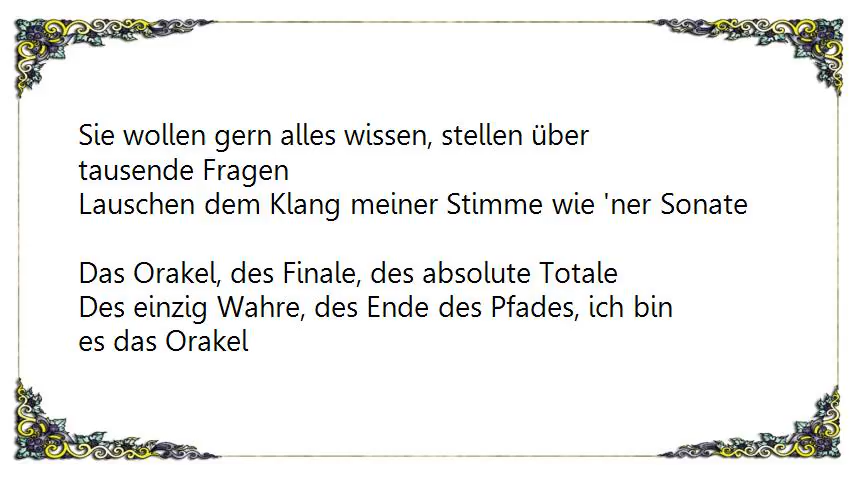 Sie wollen gern alles wissen, stellen über
tausende Fragen
Lauschen dem Klang meiner Stimme wie 'ner Sonate
Das Orakel, des Finale, des absolute Totale
Des einzig Wahre, des Ende des Pfades, ich bin
es das Orakel